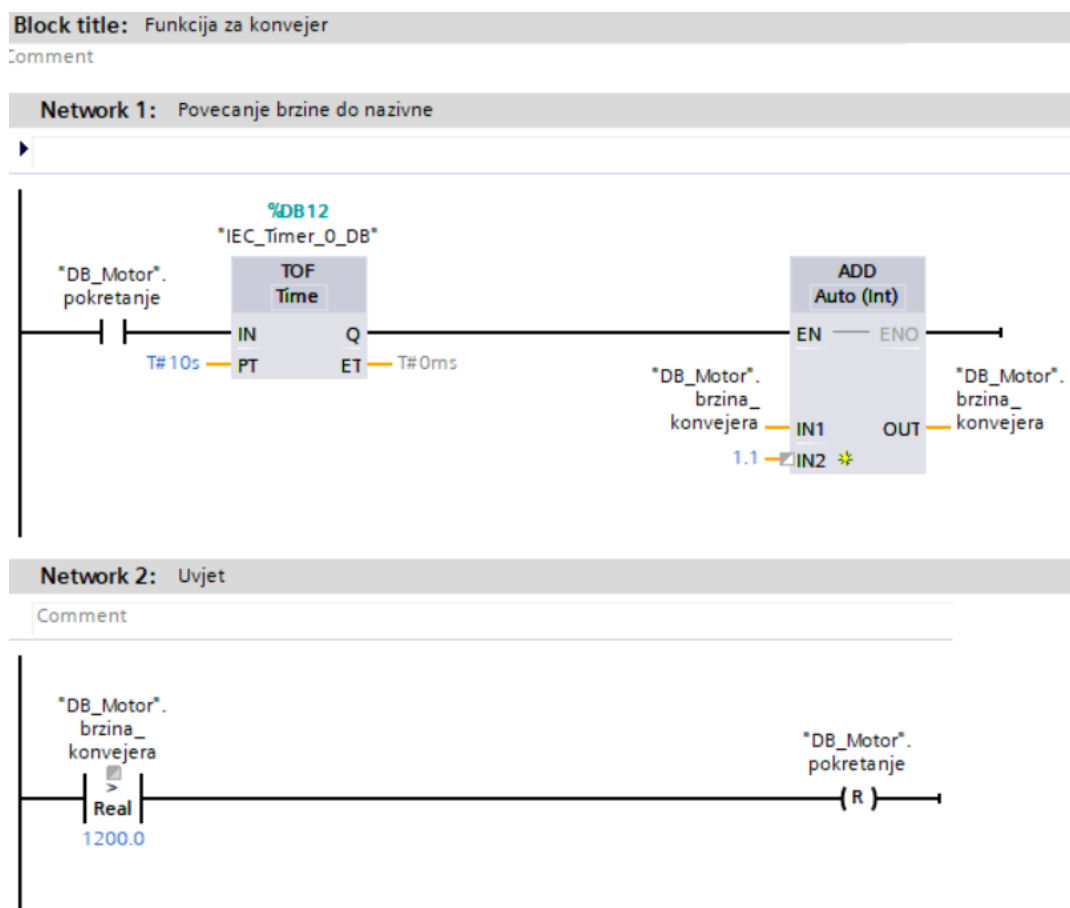 Block title: Funkcija za konvejer
Comment
Network 1: Povecanje brzine do nazivne
%DB12
"IEC_Timer_0_DB"
"DB_Motor".
pokretanje
TOF
Time
ADD
Auto (Int)
IN Q
EN ENO
T#10s PT ET T#0ms
"DB_Motor".
brzina_
konvejera
IN1 OUT
"DB_Motor".
brzina_
konvejera
1.1 IN2
Network 2: Uvjet
Comment
"DB_Motor".
brzina_
konvejera
>
Real
1200.0
"DB_Motor".
pokretanje
R